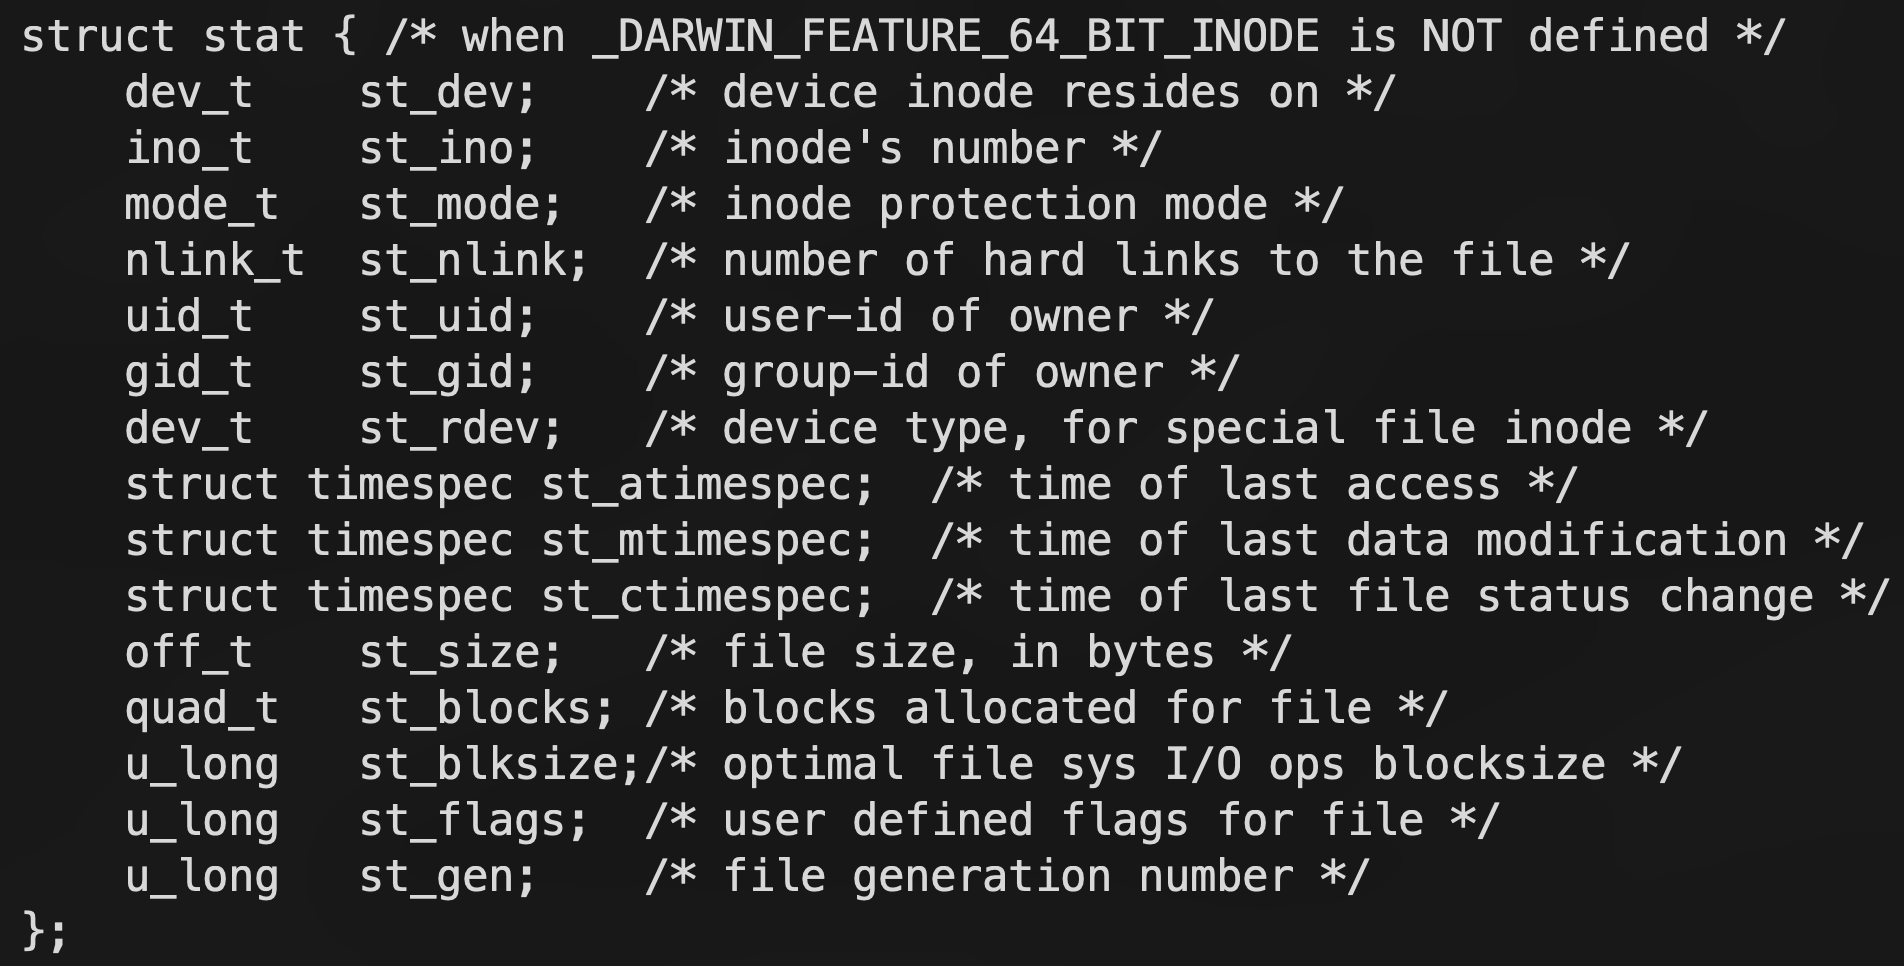 struct stat { /* when _DARWIN_FEATURE_64_BIT_INODE is NOT defined */
    dev_t    st_dev;    /* device inode resides on */
    ino_t    st_ino;    /* inode's number */
    mode_t   st_mode;   /* inode protection mode */
    nlink_t  st_nlink;  /* number of hard links to the file */
    uid_t    st_uid;    /* user-id of owner */
    gid_t    st_gid;    /* group-id of owner */
    dev_t    st_rdev;   /* device type, for special file inode */
    struct timespec st_atimespec;  /* time of last access */
    struct timespec st_mtimespec;  /* time of last data modification */
    struct timespec st_ctimespec;  /* time of last file status change */
    off_t    st_size;   /* file size, in bytes */
    quad_t   st_blocks; /* blocks allocated for file */
    u_long   st_blksize;/* optimal file sys I/O ops blocksize */
    u_long   st_flags;  /* user defined flags for file */
    u_long   st_gen;    /* file generation number */
};